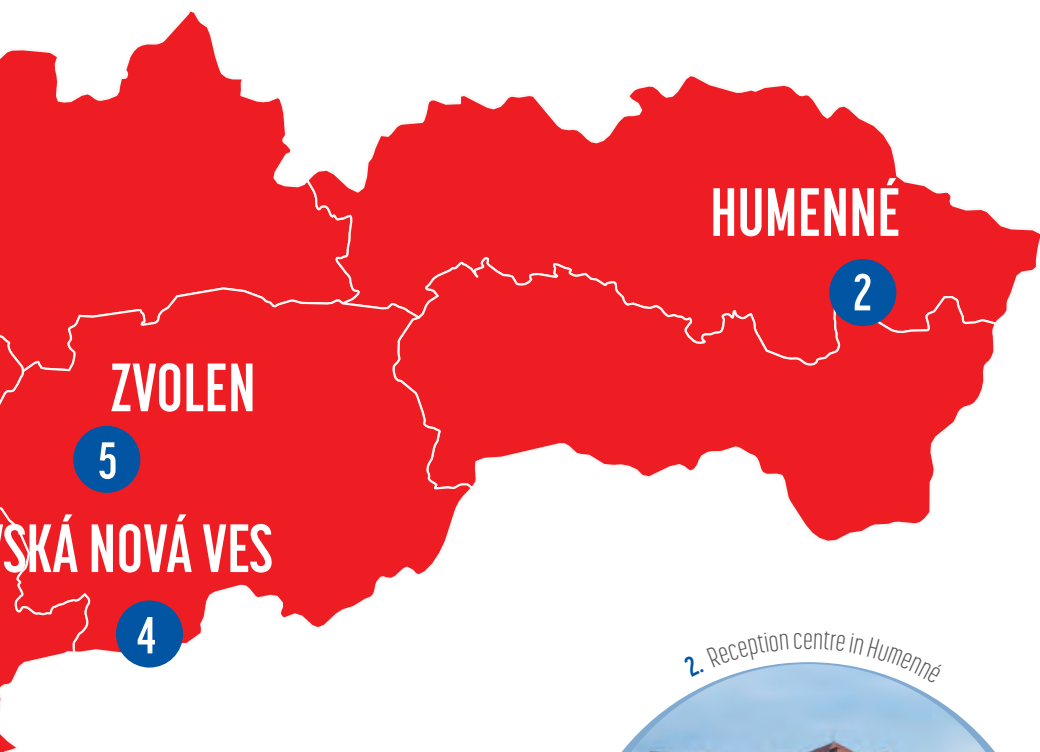 HUMENNÉ
2
ZVOLEN
5
SKÁ NOVÁ VES
4
2. Reception centre in Humenné